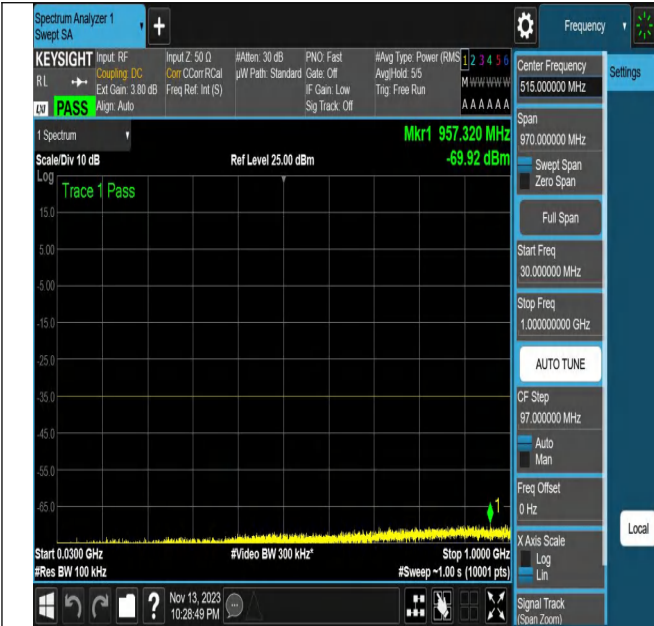 Spectrum Analyzer 1
Swept SA
+
Frequency
KEYSIGHT
RL
LXI
PASS
Input: RF
Coupling: DC
Ext Gain: 3.80 dB
Align: Auto
Input Z: 50 Ω
Corr CCorr RCal
Freq Ref: Int (S)
#Atten: 30 dB
µW Path: Standard
PNO: Fast
Gate: Off
IF Gain: Low
Sig Track: Off
#Avg Type: Power (RMS
Avg|Hold: 5/5
Trig: Free Run
1 2 3 4 5 6
M W W W W W
A A A A A A
1 Spectrum
Scale/Div 10 dB
Ref Level 25.00 dBm
Mkr1 957.320 MHz
-69.92 dBm
Log
Trace 1 Pass
15.0
5.00
-5.00
-15.0
-25.0
-35.0
-45.0
-55.0
-65.0
1
Start 0.0300 GHz
#Res BW 100 kHz
#Video BW 300 kHz*
Stop 1.0000 GHz
#Sweep ~1.00 s (10001 pts)
Nov 13, 2023
10:28:49 PM
?
Center Frequency
515.000000 MHz
Settings
Span
970.000000 MHz
Swept Span
Zero Span
Full Span
Start Freq
30.000000 MHz
Stop Freq
1.000000000 GHz
AUTO TUNE
CF Step
97.000000 MHz
Auto
Man
Freq Offset
0 Hz
Local
X Axis Scale
Log
Lin
Signal Track
(Span Zoom)